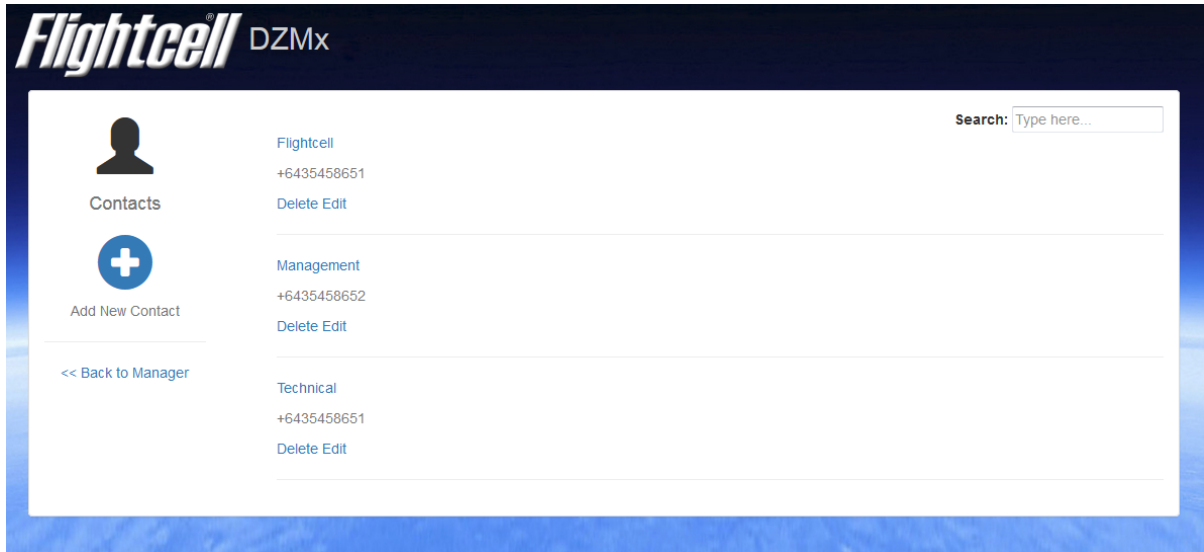 Flightcell® DZMx
Search: Type here...
Contacts
Add New Contact
<< Back to Manager
Flightcell
+6435458651
Delete Edit
Management
+6435458652
Delete Edit
Technical
+6435458651
Delete Edit